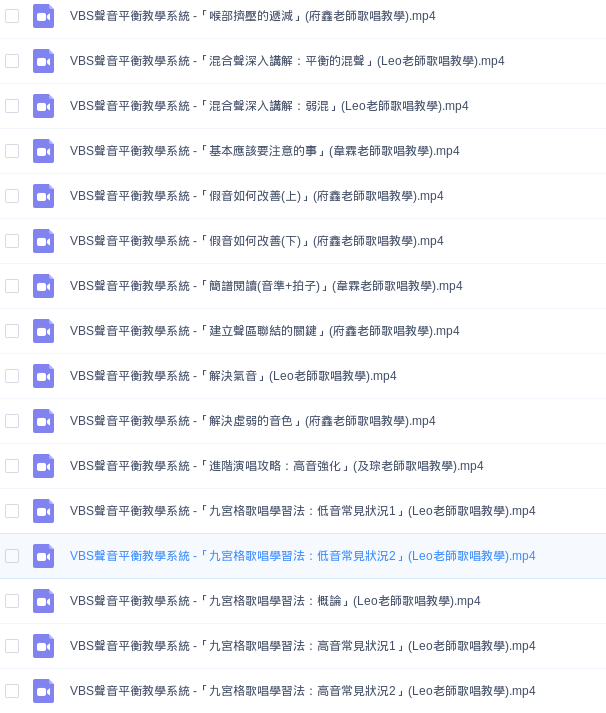 VBS聲音平衡教學系統 -「喉部擠壓的遞減」(府鑫老師歌唱教學).mp4
VBS聲音平衡教學系統 -「混合聲深入講解：平衡的混聲」(Leo老師歌唱教學).mp4
VBS聲音平衡教學系統 -「混合聲深入講解：弱混」(Leo老師歌唱教學).mp4
VBS聲音平衡教學系統 -「基本應該要注意的事」(韋霖老師歌唱教學).mp4
VBS聲音平衡教學系統 -「假音如何改善(上)」(府鑫老師歌唱教學).mp4
VBS聲音平衡教學系統 -「假音如何改善(下)」(府鑫老師歌唱教學).mp4
VBS聲音平衡教學系統 -「簡譜閱讀(音準+拍子)」(韋霖老師歌唱教學).mp4
VBS聲音平衡教學系統 -「建立聲區聯結的關鍵」(府鑫老師歌唱教學).mp4
VBS聲音平衡教學系統 -「解決氣音」(Leo老師歌唱教學).mp4
VBS聲音平衡教學系統 -「解決虛弱的音色」(府鑫老師歌唱教學).mp4
VBS聲音平衡教學系統 -「進階演唱攻略：高音強化」(及琮老師歌唱教學).mp4
VBS聲音平衡教學系統 -「九宮格歌唱學習法：低音常見狀況1」(Leo老師歌唱教學).mp4
VBS聲音平衡教學系統 -「九宮格歌唱學習法：低音常見狀況2」(Leo老師歌唱教學).mp4
VBS聲音平衡教學系統 -「九宮格歌唱學習法：概論」(Leo老師歌唱教學).mp4
VBS聲音平衡教學系統 -「九宮格歌唱學習法：高音常見狀況1」(Leo老師歌唱教學).mp4
VBS聲音平衡教學系統 -「九宮格歌唱學習法：高音常見狀況2」(Leo老師歌唱教學).mp4